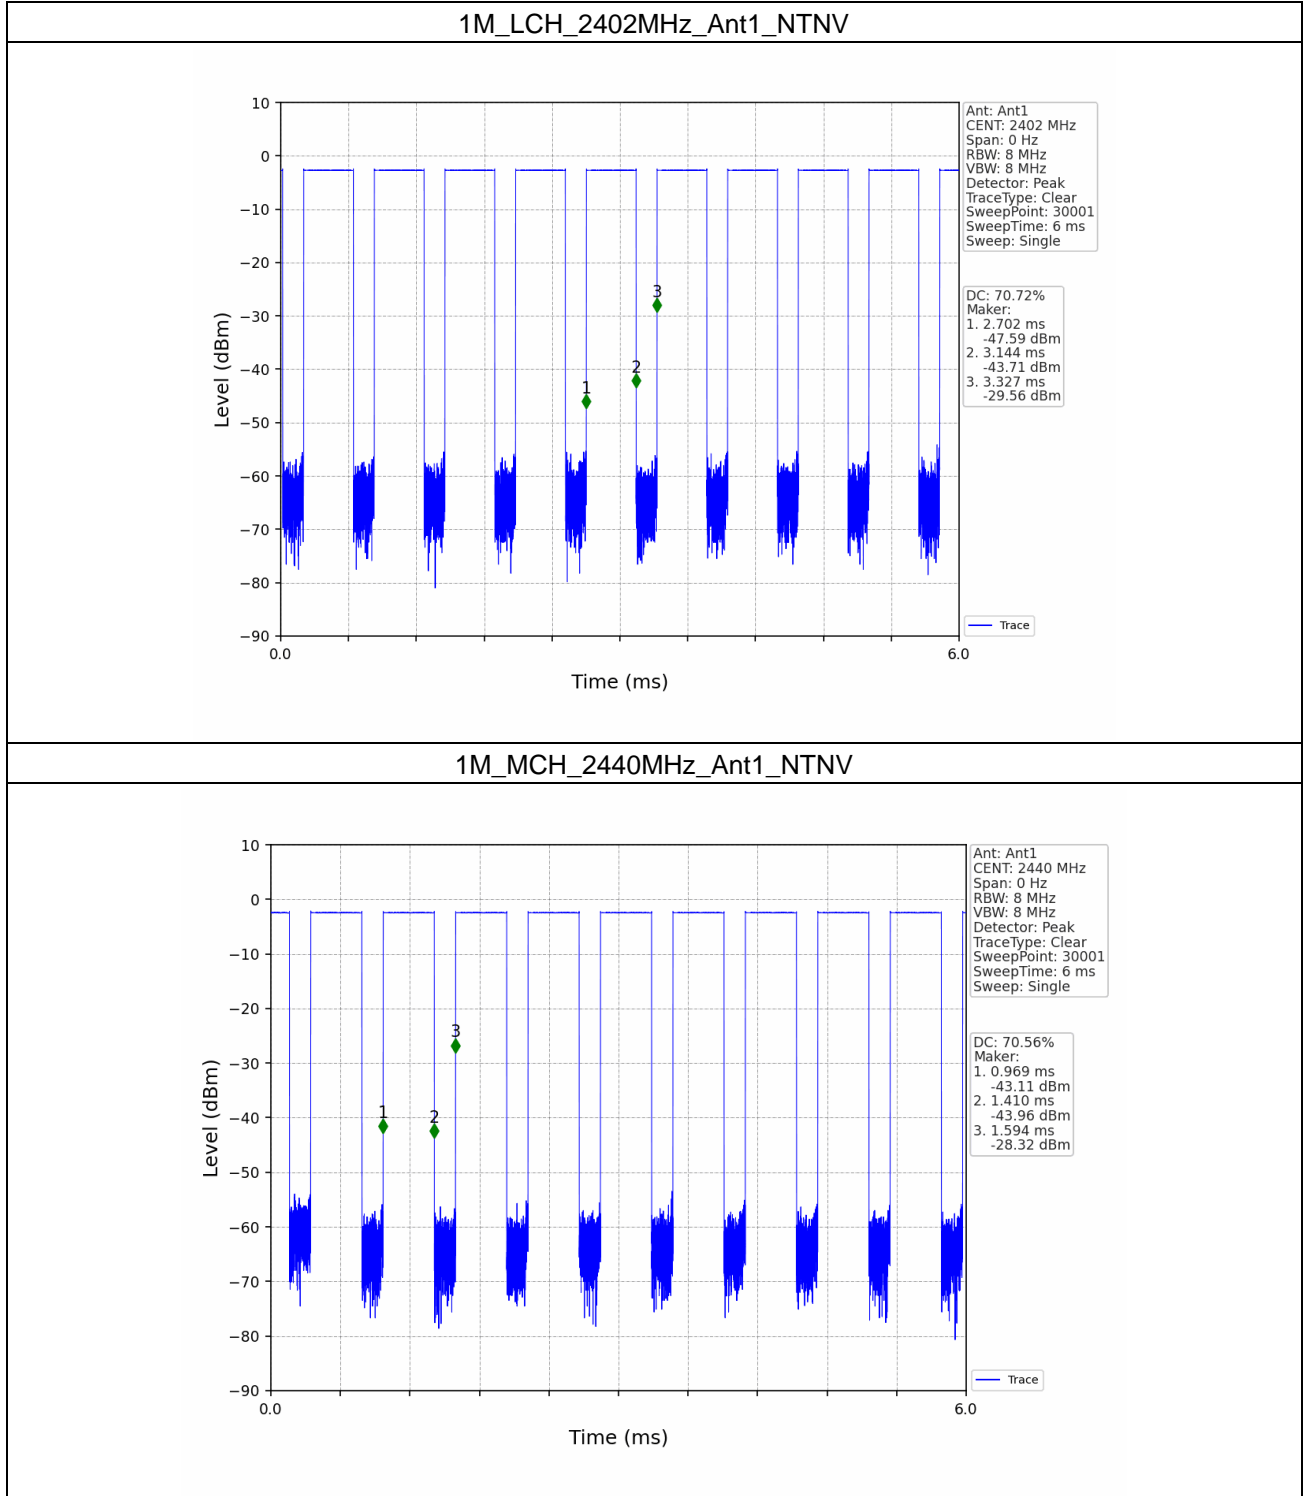 1M_LCH_2402MHz_Ant1_NTNV
10
0
−10
−20
−30
−40
−50
−60
−70
−80
−90
Level (dBm)
1
2
3
0.0
6.0
Time (ms)
Ant: Ant1
CENT: 2402 MHz
Span: 0 Hz
RBW: 8 MHz
VBW: 8 MHz
Detector: Peak
TraceType: Clear
SweepPoint: 30001
SweepTime: 6 ms
Sweep: Single
DC: 70.72%
Maker:
1. 2.702 ms
-47.59 dBm
2. 3.144 ms
-43.71 dBm
3. 3.327 ms
-29.56 dBm
Trace
1M_MCH_2440MHz_Ant1_NTNV
10
0
−10
−20
−30
−40
−50
−60
−70
−80
−90
Level (dBm)
1
2
3
0.0
6.0
Time (ms)
Ant: Ant1
CENT: 2440 MHz
Span: 0 Hz
RBW: 8 MHz
VBW: 8 MHz
Detector: Peak
TraceType: Clear
SweepPoint: 30001
SweepTime: 6 ms
Sweep: Single
DC: 70.56%
Maker:
1. 0.969 ms
-43.11 dBm
2. 1.410 ms
-43.96 dBm
3. 1.594 ms
-28.32 dBm
Trace